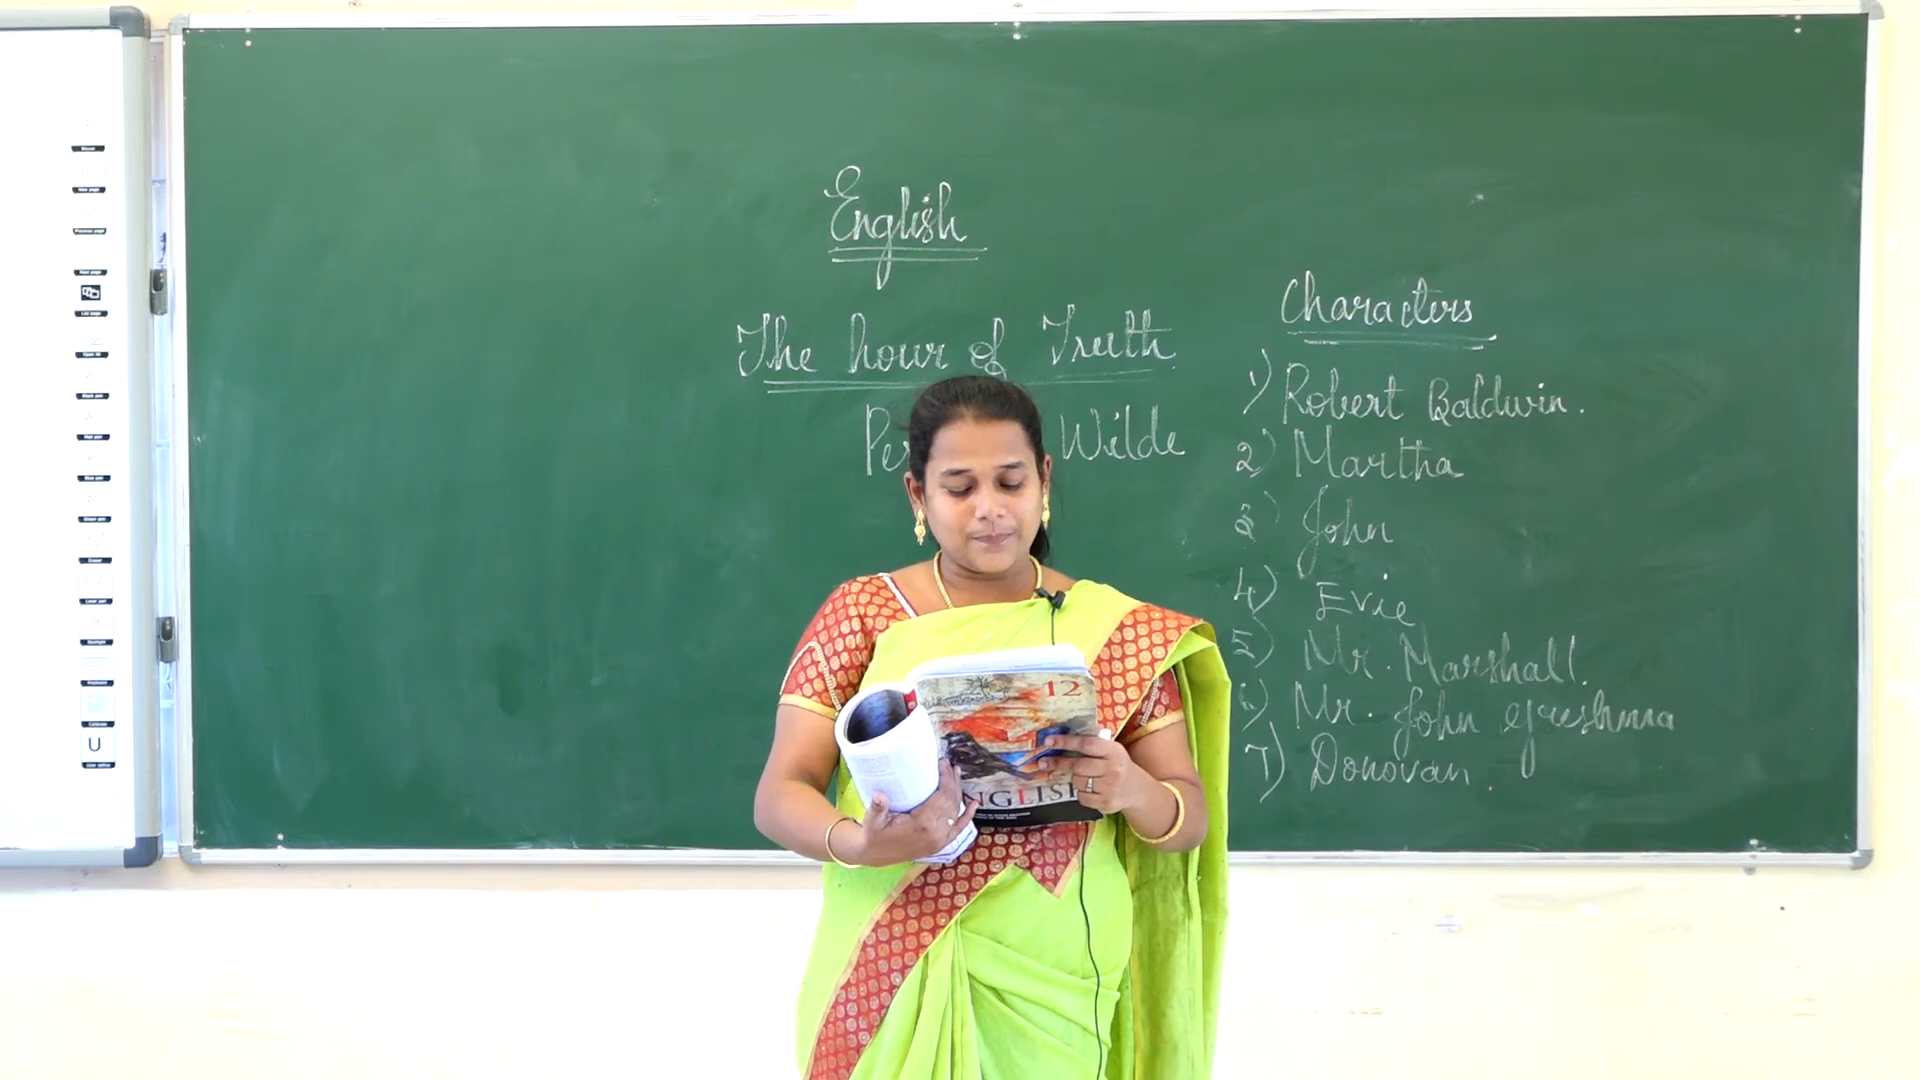 English
The hour of Truth.
Wilde
Characters
1) Robert Baldwin.
2) Martha
3) John
4) Evie
5) Mr. Marshall.
6) Mr. John Greshma
7) Donovan.
12
ENGLISH